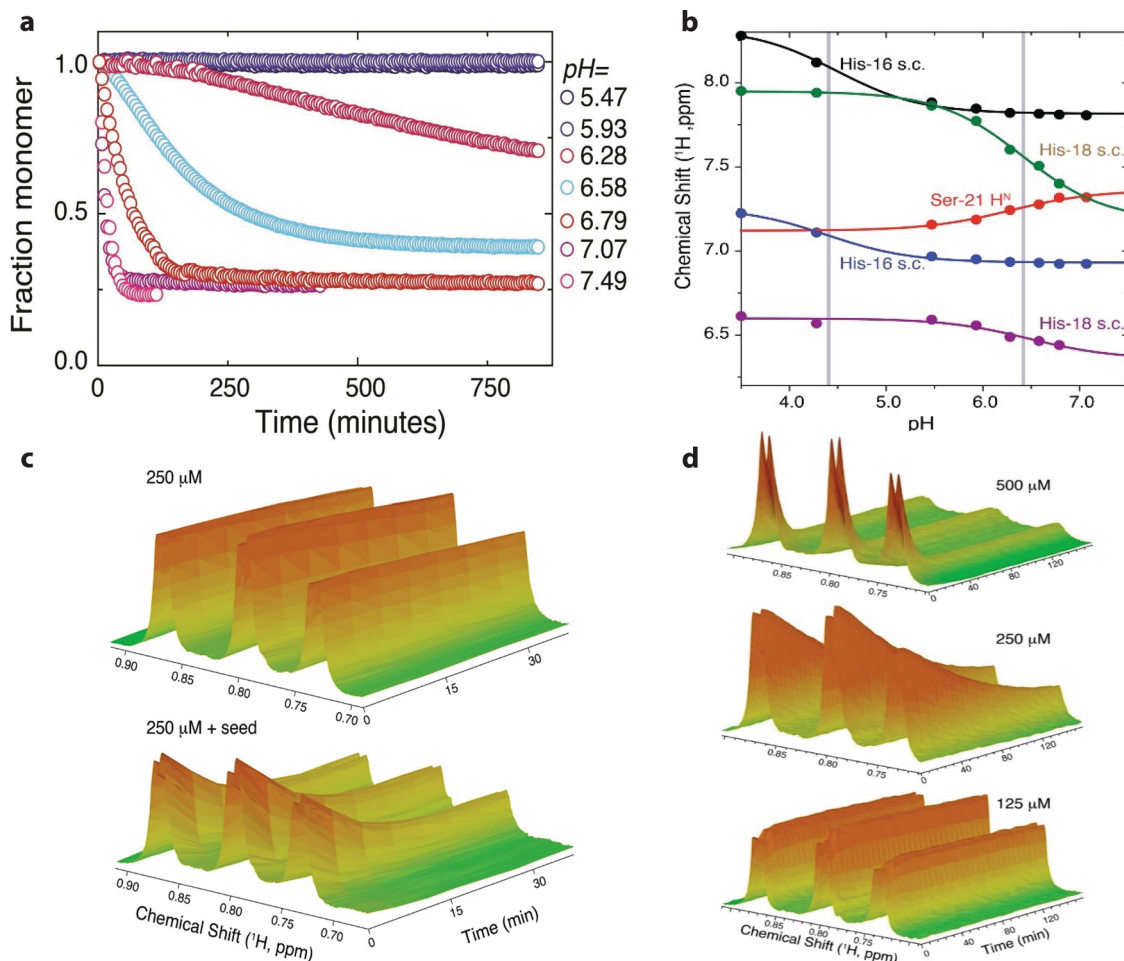 a
Fraction monomer
1.0
0.5
0.0
0 250 500 750
Time (minutes)
pH=
5.47
5.93
6.28
6.58
6.79
7.07
7.49
b
Chemical Shift (¹H ,ppm)
8.0
7.5
7.0
6.5
4.0 5.0 6.0 7.0
pH
His-16 s.c.
His-18 s.c.
Ser-21 Hᴺ
His-16 s.c.
His-18 s.c.
c
250 μM
0.90 0.85 0.80 0.75 0.70
0 15 30
250 μM + seed
0.90 0.85 0.80 0.75 0.70
0 15 30
Chemical Shift (¹H, ppm)
Time (min)
d
500 μM
0.85 0.80 0.75
0 40 80 120
250 μM
0.85 0.80 0.75
0 40 80 120
125 μM
0.85 0.80 0.75
0 40 80 120
Chemical Shift (¹H, ppm)
Time (min)